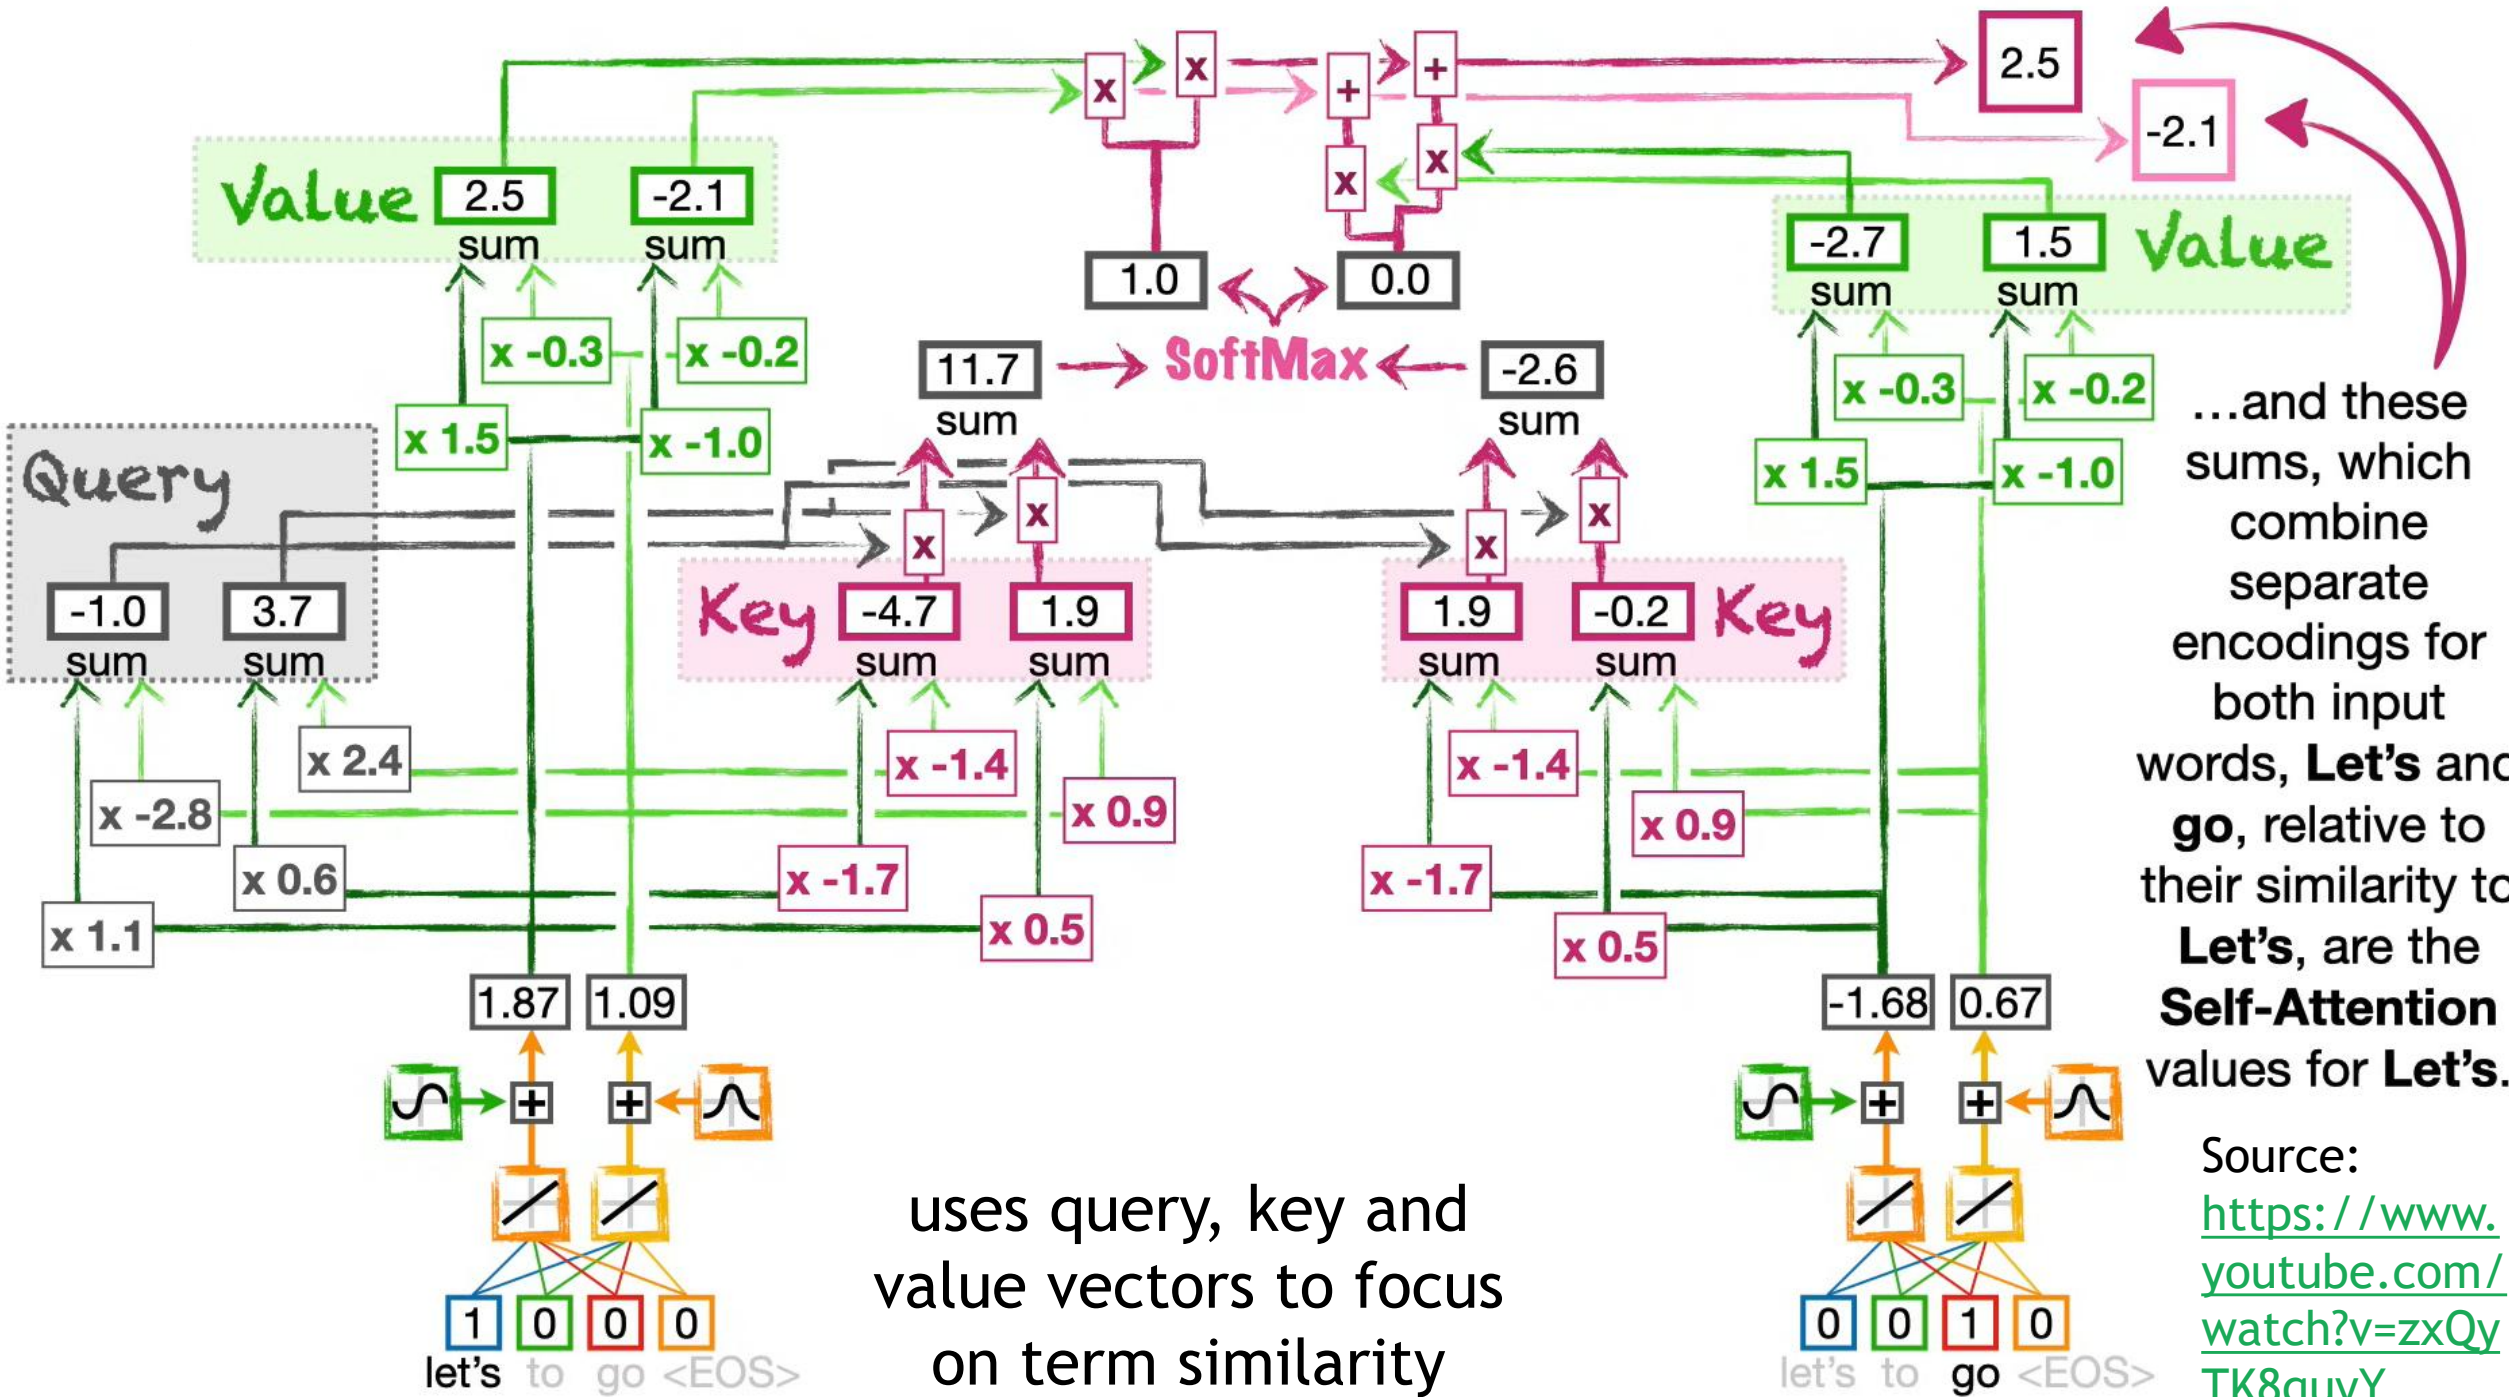 x
x
+
+
2.5
-2.1
Value
2.5
-2.1
sum
sum
x
x
-2.7
1.5
Value
sum
sum
1.0
0.0
SoftMax
x -0.3
x -0.2
11.7
-2.6
sum
sum
x 1.5
x -1.0
x -0.3
x -0.2
x 1.5
x -1.0
Query
x
x
x
x
-1.0
3.7
sum
sum
Key
-4.7
1.9
sum
sum
1.9
-0.2
Key
sum
sum
x 2.4
x -2.8
x 0.6
x 1.1
x -1.4
x 0.9
x -1.7
x 0.5
x -1.4
x 0.9
x -1.7
x 0.5
1.87
1.09
-1.68
0.67
+
+
+
+
1
0
0
0
let's to go <EOS>
0
0
1
0
let's to go <EOS>
...and these
sums, which
combine
separate
encodings for
both input
words, Let's and
go, relative to
their similarity to
Let's, are the
Self-Attention
values for Let's.
uses query, key and
value vectors to focus
on term similarity
Source:
https://www.
youtube.com/
watch?v=zxQy